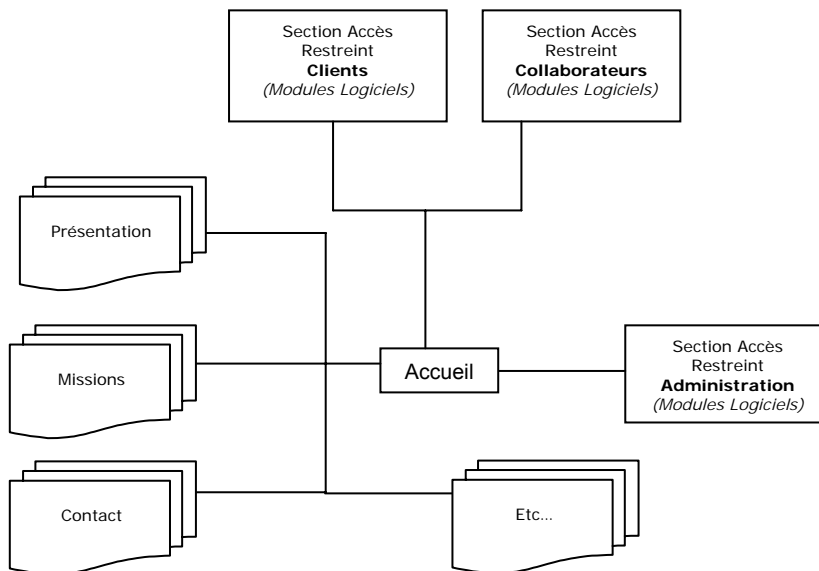 Section Accès
Restreint
Clients
(Modules Logiciels)
Section Accès
Restreint
Collaborateurs
(Modules Logiciels)
Présentation
Missions
Accueil
Section Accès
Restreint
Administration
(Modules Logiciels)
Contact
Etc...